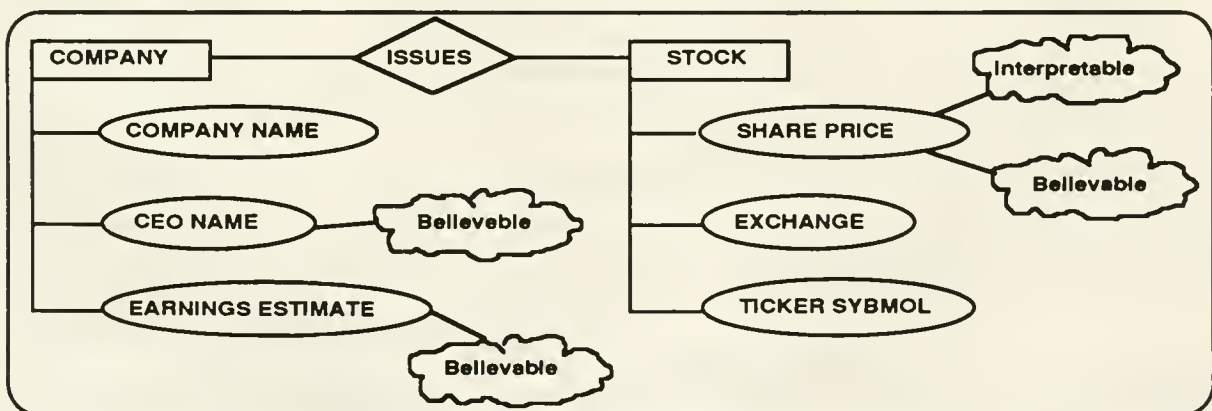 COMPANY
ISSUES
STOCK
Interpretable
COMPANY NAME
SHARE PRICE
Bellevable
CEO NAME
Belleveble
EXCHANGE
EARNINGS ESTIMATE
TICKER SYBMOL
Bellevable